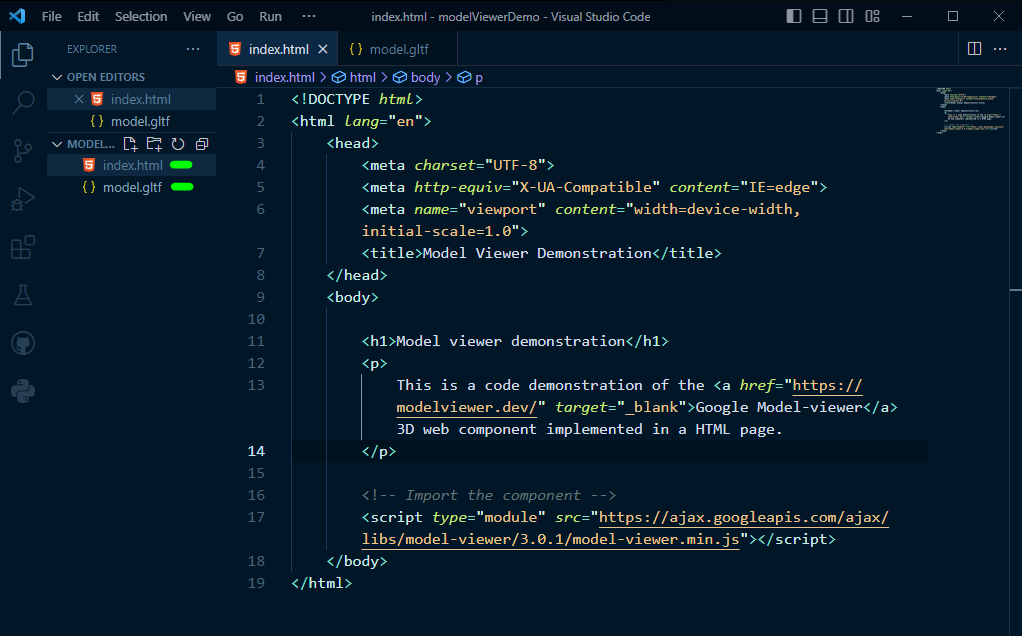 File Edit Selection View Go Run ··· index.html - modelViewerDemo - Visual Studio Code
EXPLORER ···
index.html
{ } model.gltf
OPEN EDITORS
index.html
{ } model.gltf
MODEL...
index.html
{ } model.gltf
index.html > html > body > p
1 <!DOCTYPE html>
2 <html lang="en">
3 <head>
4 <meta charset="UTF-8">
5 <meta http-equiv="X-UA-Compatible" content="IE=edge">
6 <meta name="viewport" content="width=device-width,
initial-scale=1.0">
7 <title>Model Viewer Demonstration</title>
8 </head>
9 <body>
10
11 <h1>Model viewer demonstration</h1>
12 <p>
13 This is a code demonstration of the <a href="https://
modelviewer.dev/" target="_blank">Google Model-viewer</a>
3D web component implemented in a HTML page.
14 </p>
15
16 <!-- Import the component -->
17 <script type="module" src="https://ajax.googleapis.com/ajax/
libs/model-viewer/3.0.1/model-viewer.min.js"></script>
18 </body>
19 </html>